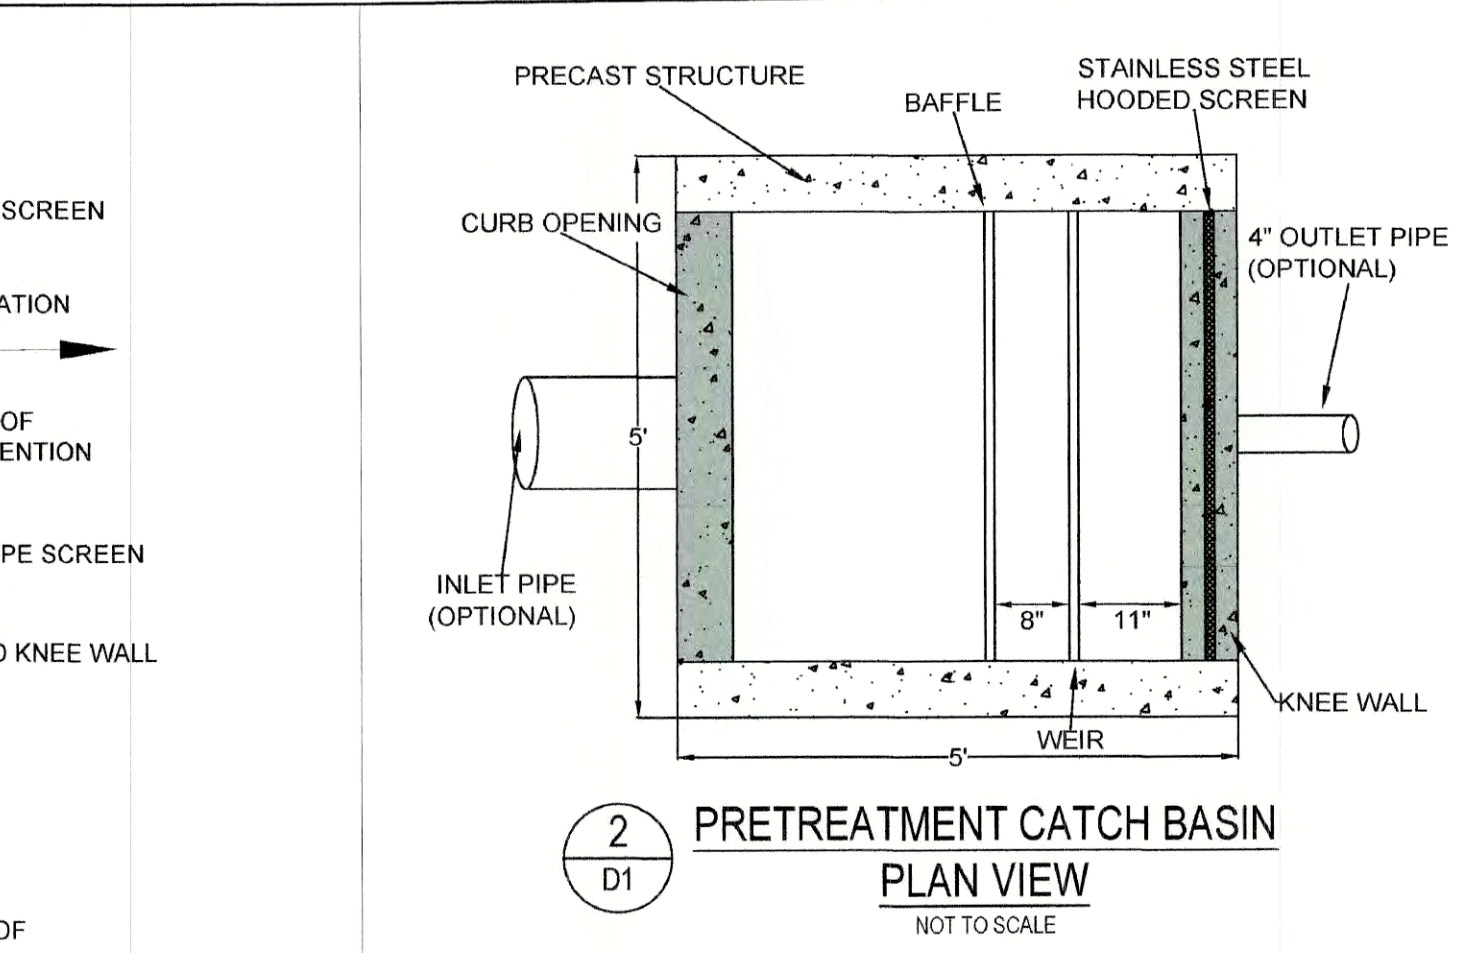 SCREEN
ATION
OF
ENTION
PE SCREEN
KNEE WALL
OF
PRECAST STRUCTURE
BAFFLE
STAINLESS STEEL
HOODED SCREEN
CURB OPENING
4" OUTLET PIPE
(OPTIONAL)
5'
INLET PIPE
(OPTIONAL)
8"
11"
KNEE WALL
WEIR
5'
2
D1
PRETREATMENT CATCH BASIN
PLAN VIEW
NOT TO SCALE